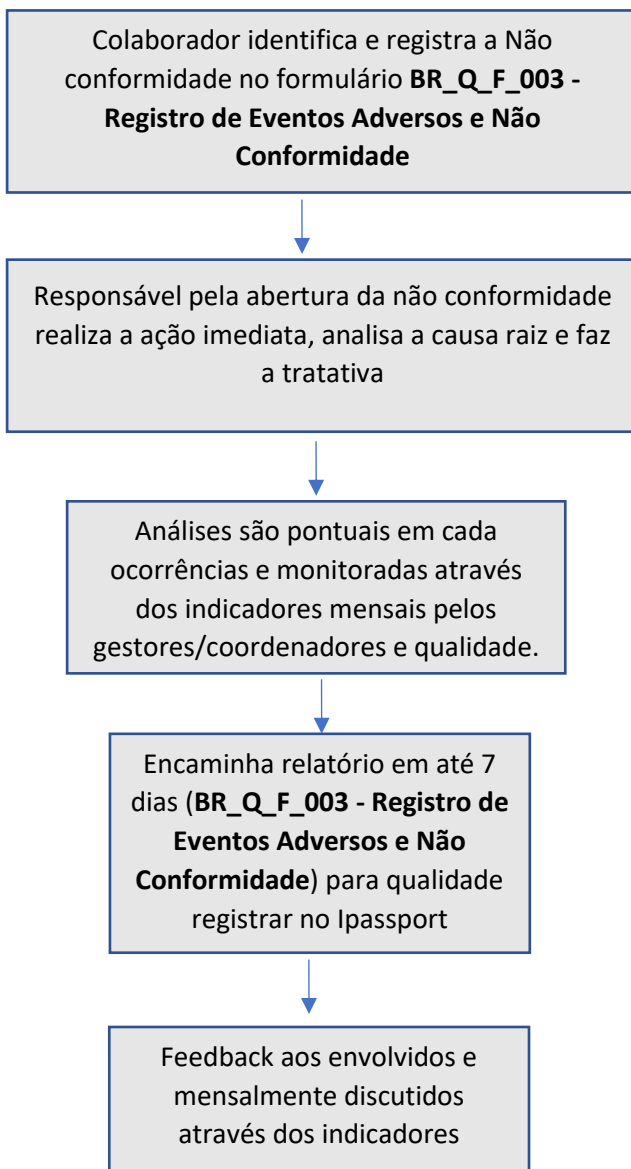 Colaborador identifica e registra a Não
conformidade no formulário BR_Q_F_003 -
Registro de Eventos Adversos e Não
Conformidade
Responsável pela abertura da não conformidade
realiza a ação imediata, analisa a causa raiz e faz
a tratativa
Análises são pontuais em cada
ocorrências e monitoradas através
dos indicadores mensais pelos
gestores/coordenadores e qualidade.
Encaminha relatório em até 7
dias (BR_Q_F_003 - Registro de
Eventos Adversos e Não
Conformidade) para qualidade
registrar no Ipassport
Feedback aos envolvidos e
mensalmente discutidos
através dos indicadores